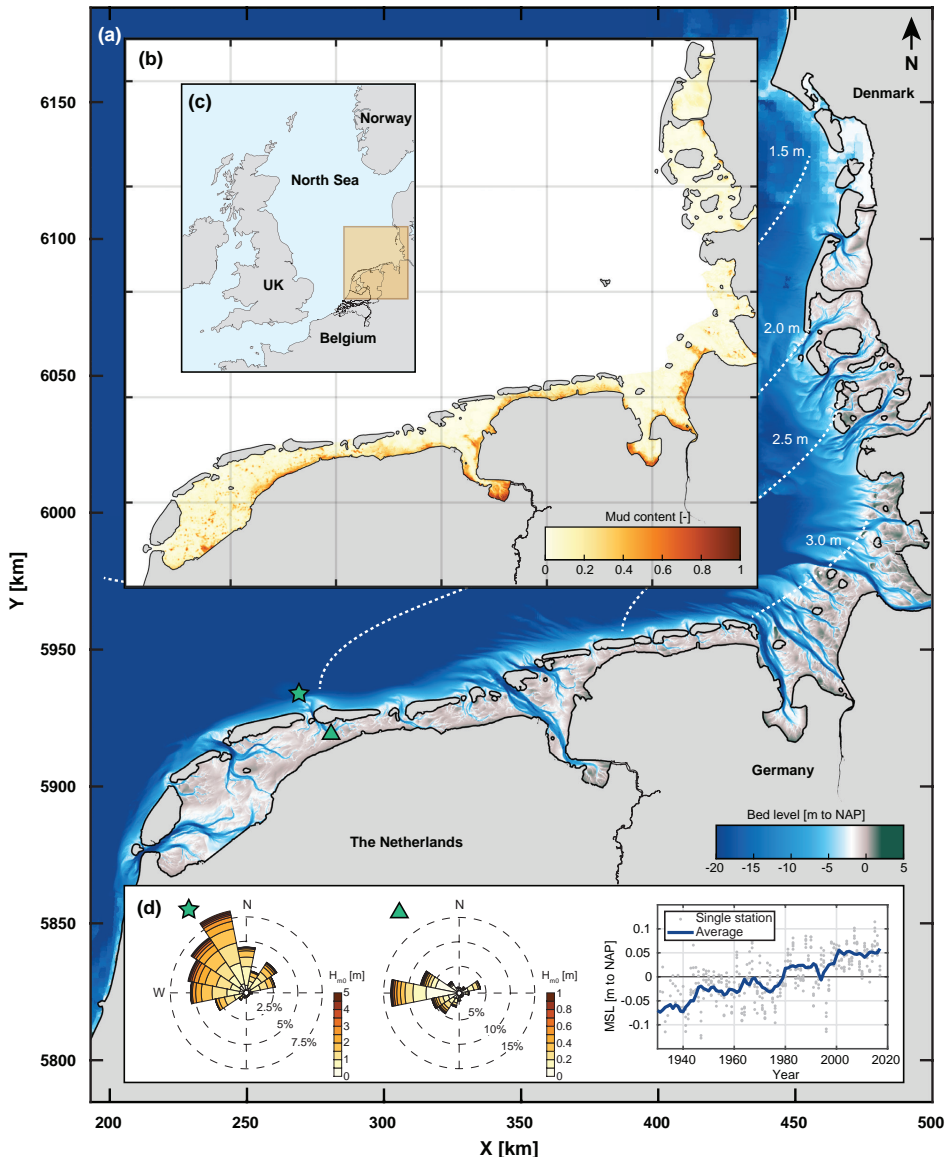 (a)
(b)
(c)
N
Denmark
Norway
North Sea
UK
Belgium
1.5 m
2.0 m
2.5 m
3.0 m
Mud content [-]
0 0.2 0.4 0.6 0.8 1
Germany
The Netherlands
Bed level [m to NAP]
-20 -15 -10 -5 0 5
(d)
N
W
2.5%
5%
7.5%
Hm0 [m]
5
4
3
2
1
0
N
5%
10%
15%
Hm0 [m]
1
0.8
0.6
0.4
0.2
0
Single station
Average
MSL [m to NAP]
0.1
0.05
0
-0.05
-0.1
1940 1960 1980 2000 2020
Year
Y [km]
6150
6100
6050
6000
5950
5900
5850
5800
200 250 300 350 400 450 500
X [km]